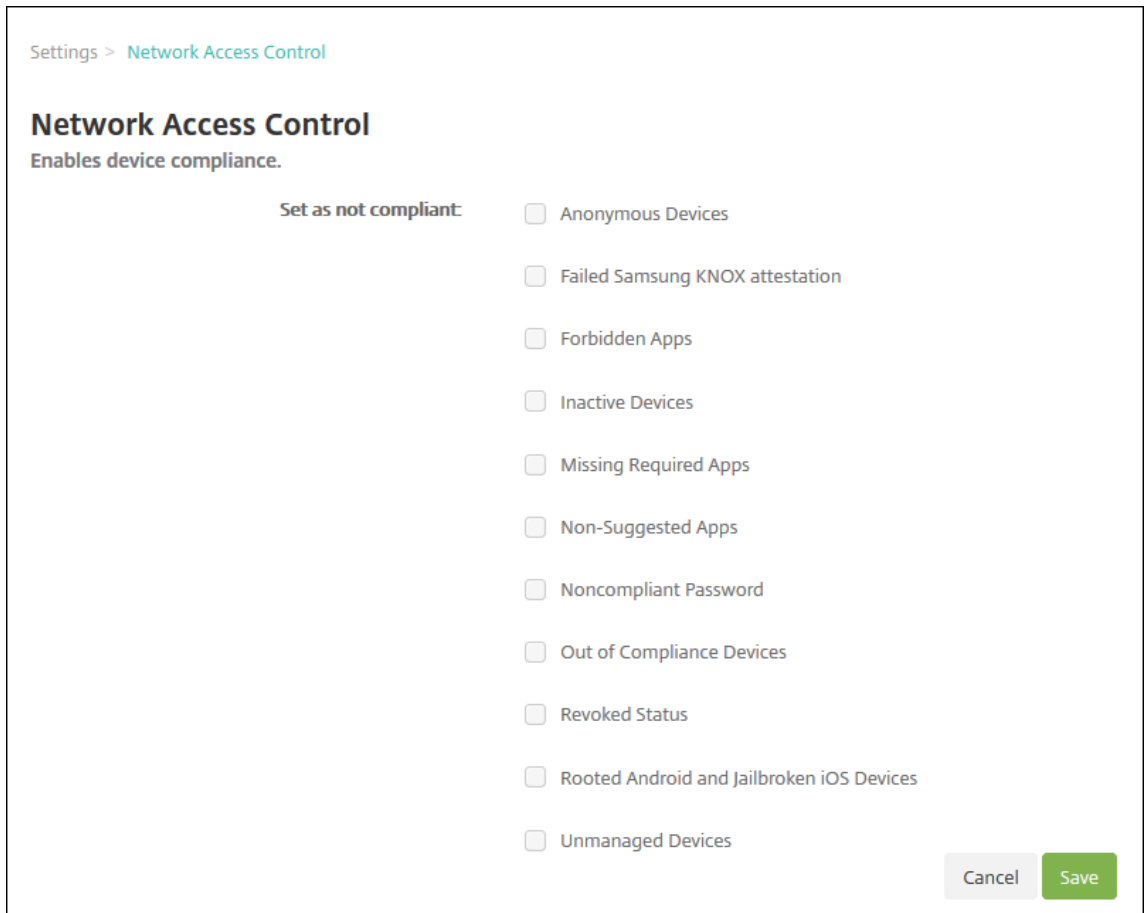 Settings > Network Access Control
Network Access Control
Enables device compliance.
Set as not compliant:
Anonymous Devices
Failed Samsung KNOX attestation
Forbidden Apps
Inactive Devices
Missing Required Apps
Non-Suggested Apps
Noncompliant Password
Out of Compliance Devices
Revoked Status
Rooted Android and Jailbroken iOS Devices
Unmanaged Devices
Cancel Save